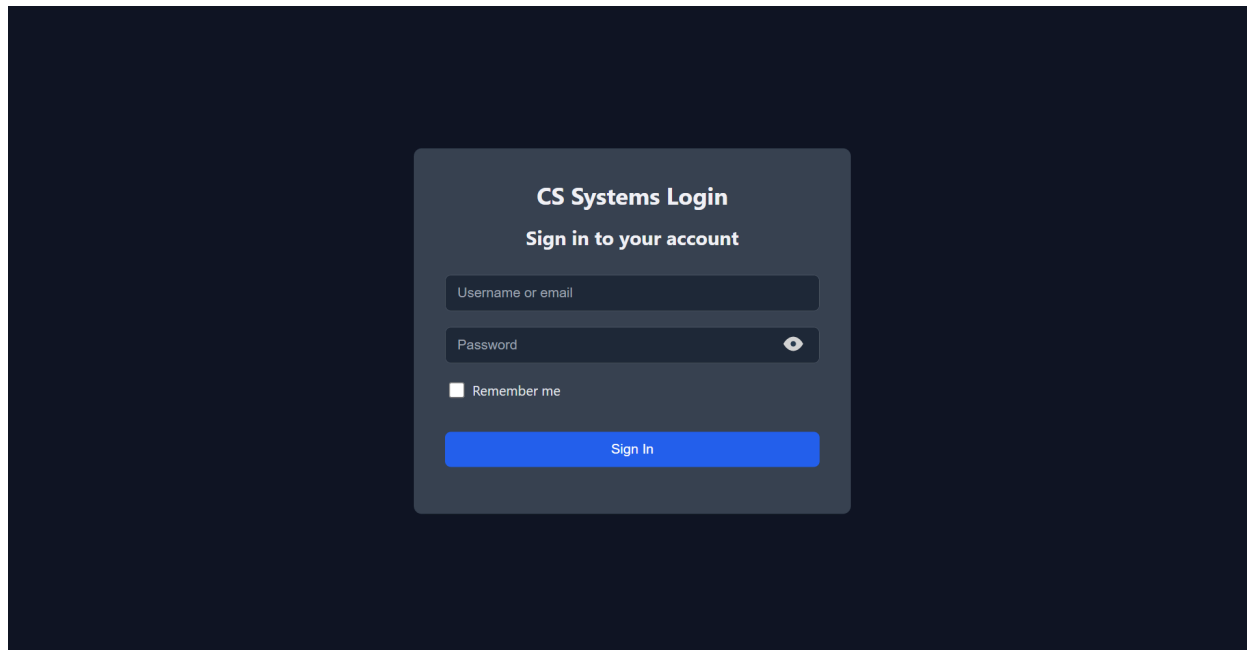 CS Systems Login
Sign in to your account
Username or email
Password
Remember me
Sign In